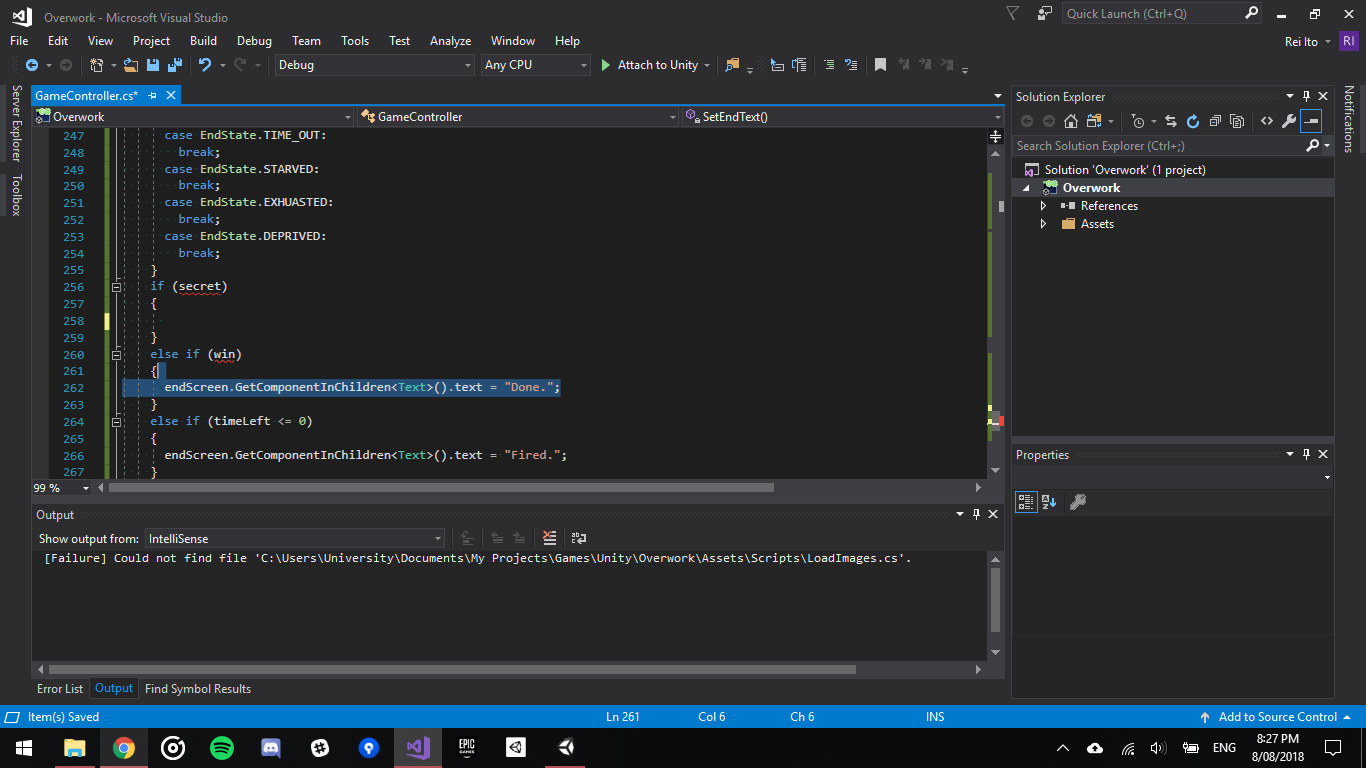 Overwork - Microsoft Visual Studio
Quick Launch (Ctrl+Q)
File Edit View Project Build Debug Team Tools Test Analyze Window Help
Rei Ito RI
Debug Any CPU Attach to Unity
Server Explorer
Toolbox
GameController.cs*
Overwork GameController SetEndText()
247 case EndState.TIME_OUT:
248 break;
249 case EndState.STARVED:
250 break;
251 case EndState.EXHUASTED:
252 break;
253 case EndState.DEPRIVED:
254 break;
255 }
256 if (secret)
257 {
258
259 }
260 else if (win)
261 {
262 endScreen.GetComponentInChildren<Text>().text = "Done.";
263 }
264 else if (timeLeft <= 0)
265 {
266 endScreen.GetComponentInChildren<Text>().text = "Fired.";
267 }
99 %
Output
Show output from: IntelliSense
[Failure] Could not find file 'C:\Users\University\Documents\My Projects\Games\Unity\Overwork\Assets\Scripts\LoadImages.cs'.
Error List Output Find Symbol Results
Solution Explorer
Search Solution Explorer (Ctrl+;)
Solution 'Overwork' (1 project)
Overwork
References
Assets
Properties
Notifications
Item(s) Saved Ln 261 Col 6 Ch 6 INS Add to Source Control
EPIC GAMES
ENG
8:27 PM
8/08/2018